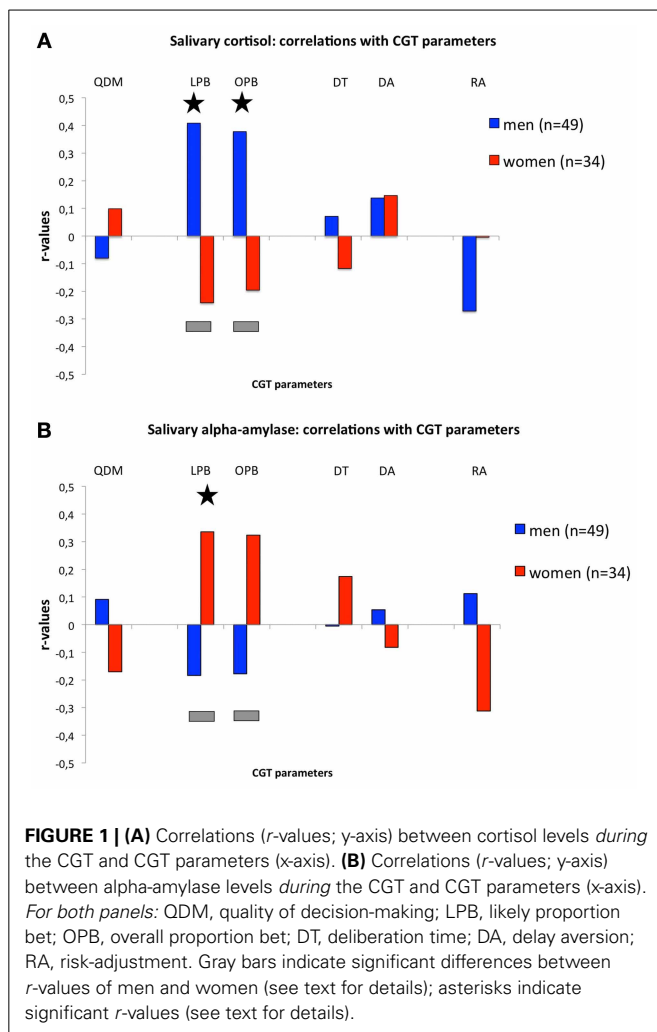 A
Salivary cortisol: correlations with CGT parameters
QDM LPB OPB DT DA RA
0,5
0,4
0,3
0,2
0,1
0
-0,1
-0,2
-0,3
-0,4
-0,5
r-values
men (n=49)
women (n=34)
CGT parameters
B
Salivary alpha-amylase: correlations with CGT parameters
QDM LPB OPB DT DA RA
0,5
0,4
0,3
0,2
0,1
0
-0,1
-0,2
-0,3
-0,4
-0,5
r-values
men (n=49)
women (n=34)
CGT parameters
FIGURE 1 | (A) Correlations (r-values; y-axis) between cortisol levels during
the CGT and CGT parameters (x-axis). (B) Correlations (r-values; y-axis)
between alpha-amylase levels during the CGT and CGT parameters (x-axis).
For both panels: QDM, quality of decision-making; LPB, likely proportion
bet; OPB, overall proportion bet; DT, deliberation time; DA, delay aversion;
RA, risk-adjustment. Gray bars indicate significant differences between
r-values of men and women (see text for details); asterisks indicate
significant r-values (see text for details).